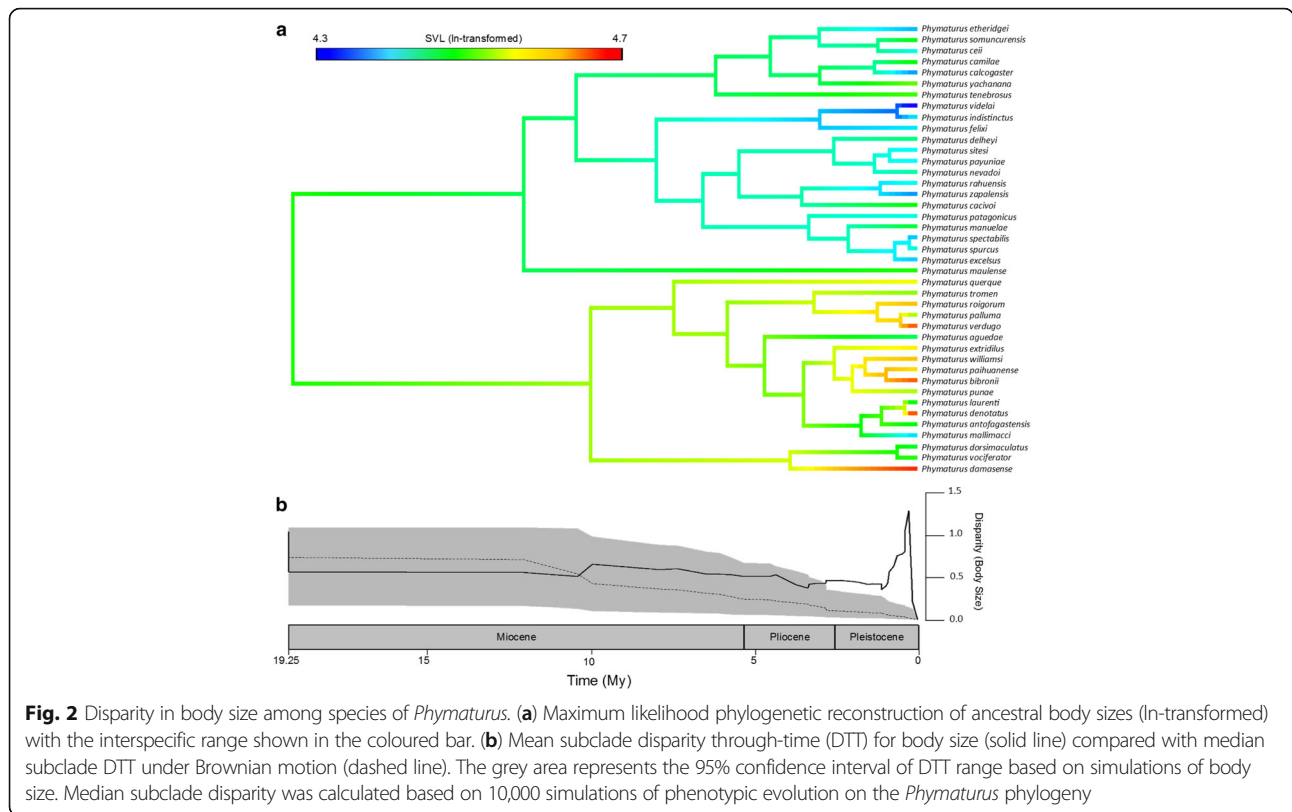 a
SVL (ln-transformed)
4.3
4.7
Phymaturus etheridgei
Phymaturus somuncurensis
Phymaturus ceii
Phymaturus camilae
Phymaturus calcogaster
Phymaturus yachanana
Phymaturus tenebrosus
Phymaturus videlai
Phymaturus indistinctus
Phymaturus felixi
Phymaturus delheyi
Phymaturus sitesi
Phymaturus payuniae
Phymaturus nevadoi
Phymaturus rahuensis
Phymaturus zapalensis
Phymaturus cacivoi
Phymaturus patagonicus
Phymaturus manuelae
Phymaturus spectabilis
Phymaturus spurcus
Phymaturus excelsus
Phymaturus maulense
Phymaturus querque
Phymaturus tromen
Phymaturus roigorum
Phymaturus palluma
Phymaturus verdugo
Phymaturus aguedae
Phymaturus extridilus
Phymaturus williamsi
Phymaturus paihuanense
Phymaturus bibronii
Phymaturus punae
Phymaturus laurenti
Phymaturus denotatus
Phymaturus antofagastensis
Phymaturus mallimacci
Phymaturus dorsimaculatus
Phymaturus vociferator
Phymaturus damasense
b
1.5
1.0
0.5
0.0
Disparity (Body Size)
Miocene
Pliocene
Pleistocene
19.25
15
10
5
0
Time (My)
Fig. 2 Disparity in body size among species of Phymaturus. (a) Maximum likelihood phylogenetic reconstruction of ancestral body sizes (ln-transformed)
with the interspecific range shown in the coloured bar. (b) Mean subclade disparity through-time (DTT) for body size (solid line) compared with median
subclade DTT under Brownian motion (dashed line). The grey area represents the 95% confidence interval of DTT range based on simulations of body
size. Median subclade disparity was calculated based on 10,000 simulations of phenotypic evolution on the Phymaturus phylogeny